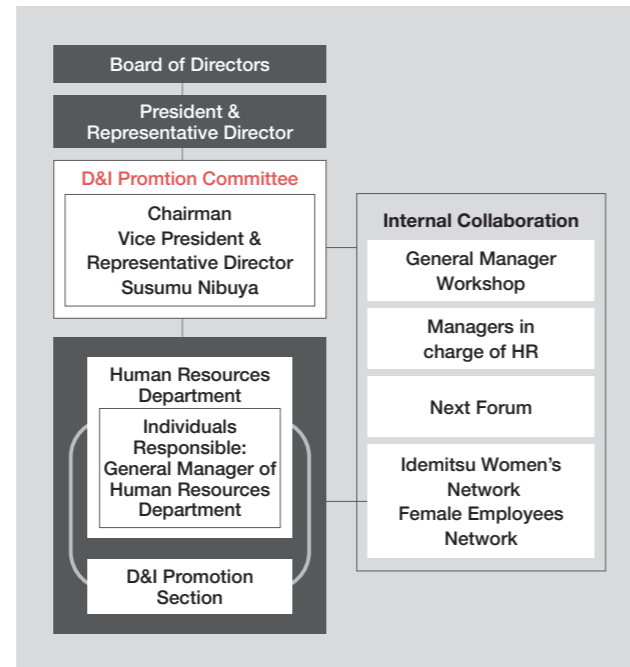 Board of Directors
President &
Representative Director
D&I Promtion Committee
Chairman
Vice President &
Representative Director
Susumu Nibuya
Human Resources
Department
Individuals
Responsible:
General Manager of
Human Resources
Department
D&I Promotion
Section
Internal Collaboration
General Manager
Workshop
Managers in
charge of HR
Next Forum
Idemitsu Women’s
Network
Female Employees
Network